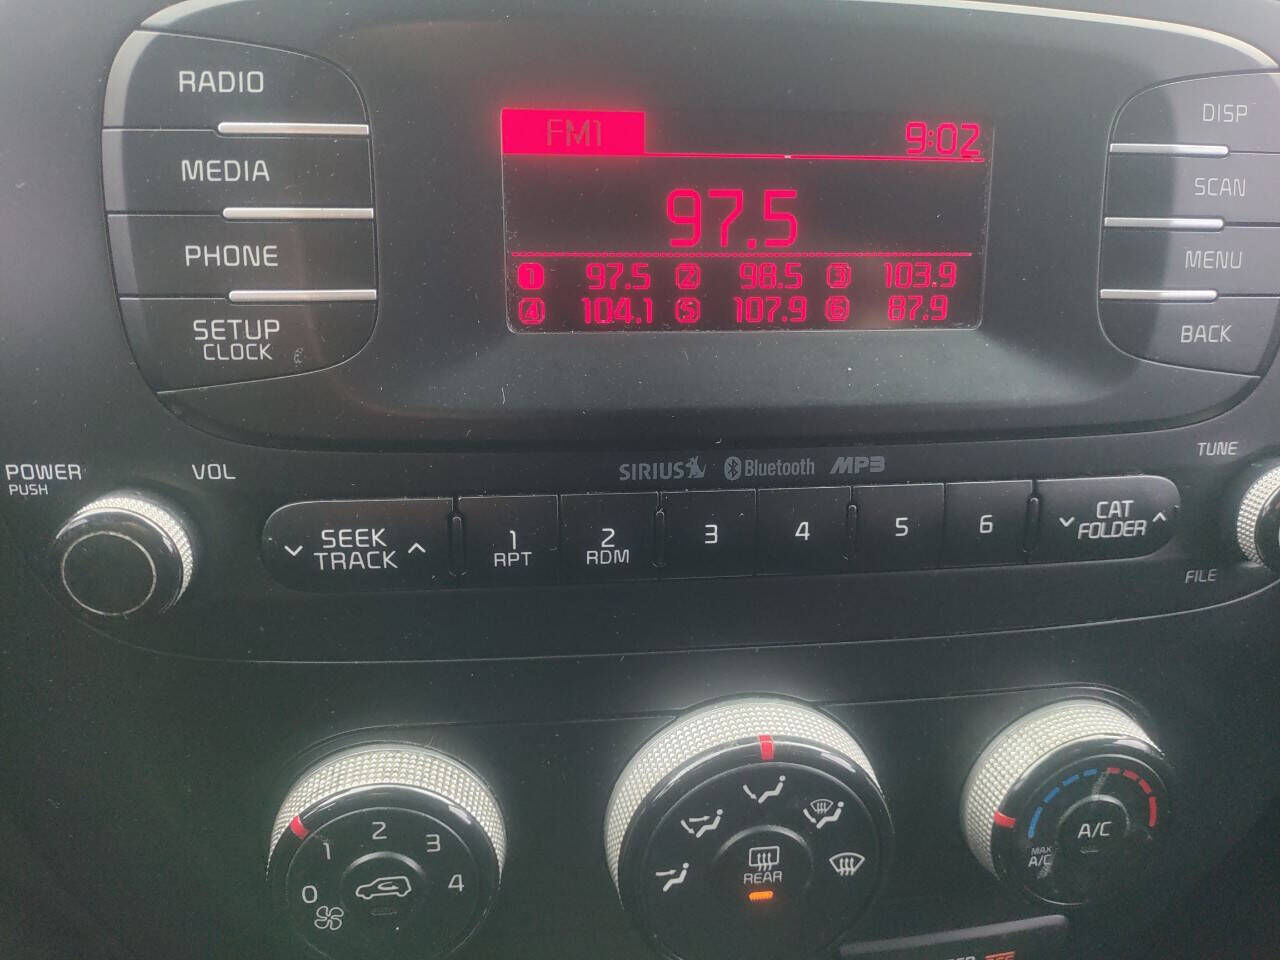 RADIO
MEDIA
PHONE
SETUP
CLOCK
FM1 9:02
97.5
1 97.5 2 98.5 3 103.9
4 104.1 5 107.9 6 87.9
DISP
SCAN
MENU
BACK
POWER
PUSH
VOL
SIRIUS Bluetooth MP3
TUNE
FILE
SEEK
TRACK
1
RPT
2
RDM
3
4
5
6
CAT
FOLDER
0 1 2 3 4
REAR
A/C
MAX
A/C